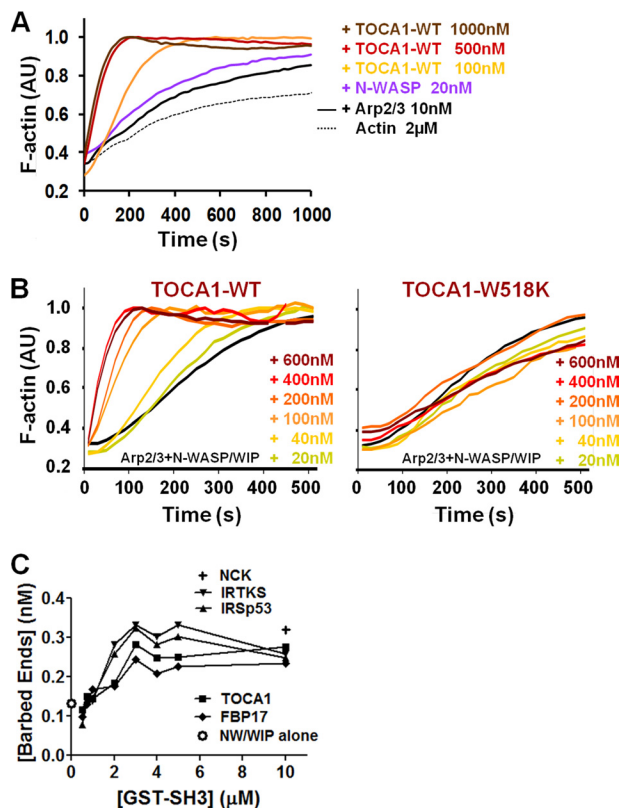 A
F-actin (AU)
1.0
0.8
0.6
0.4
0.2
0 200 400 600 800 1000
Time (s)
+ TOCA1-WT 1000nM
+ TOCA1-WT 500nM
+ TOCA1-WT 100nM
+ N-WASP 20nM
+ Arp2/3 10nM
Actin 2µM
B
TOCA1-WT
F-actin (AU)
1.0
0.8
0.6
0.4
0.2
+ 600nM
+ 400nM
+ 200nM
+ 100nM
+ 40nM
+ 20nM
Arp2/3+N-WASP/WIP
0 100 200 300 400 500
Time (s)
TOCA1-W518K
+ 600nM
+ 400nM
+ 200nM
+ 100nM
+ 40nM
+ 20nM
Arp2/3+N-WASP/WIP
0 100 200 300 400 500
Time (s)
C
[Barbed Ends] (nM)
0.4
0.3
0.2
0.1
0
+ NCK
IRTKS
IRSp53
TOCA1
FBP17
NW/WIP alone
0 2 4 6 8 10
[GST-SH3] (µM)